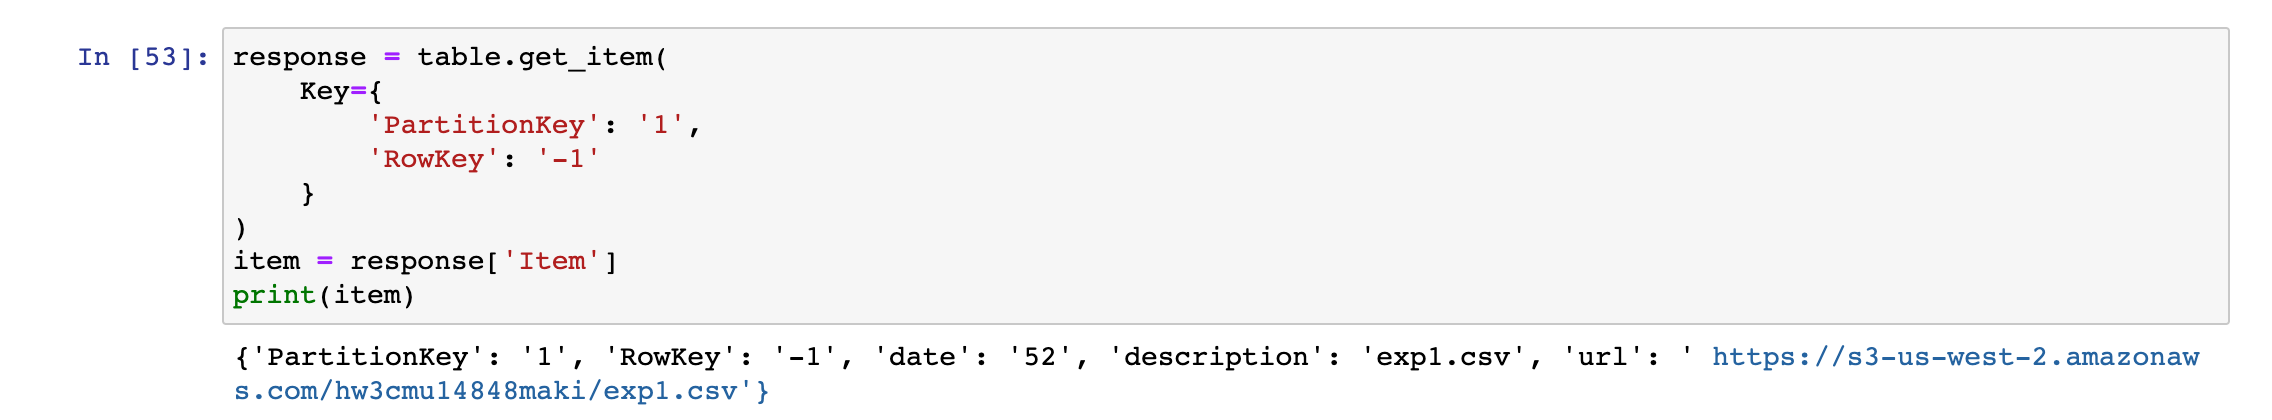 In [53]: response = table.get_item(
    Key={
        'PartitionKey': '1',
        'RowKey': '-1'
    }
)
item = response['Item']
print(item)
{'PartitionKey': '1', 'RowKey': '-1', 'date': '52', 'description': 'exp1.csv', 'url': ' https://s3-us-west-2.amazonaw
s.com/hw3cmu14848maki/exp1.csv'}